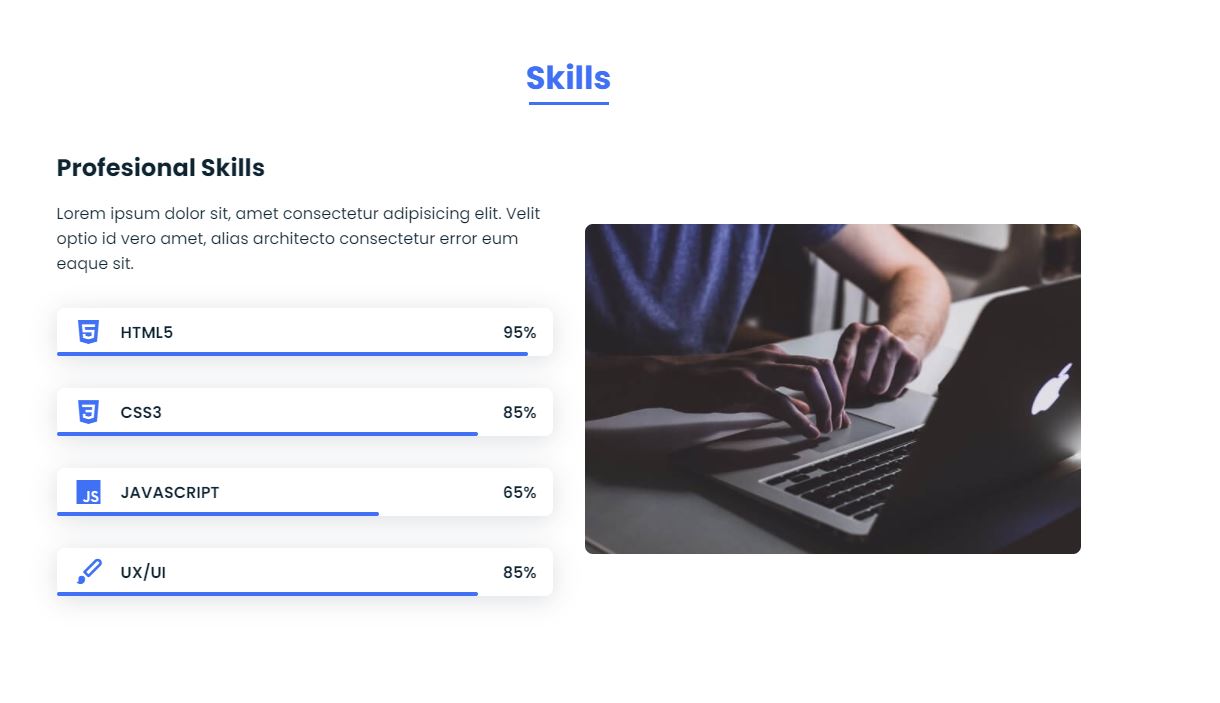 Skills
Profesional Skills
Lorem ipsum dolor sit, amet consectetur adipisicing elit. Velit
optio id vero amet, alias architecto consectetur error eum
eaque sit.
HTML5 95%
CSS3 85%
JS JAVASCRIPT 65%
UX/UI 85%